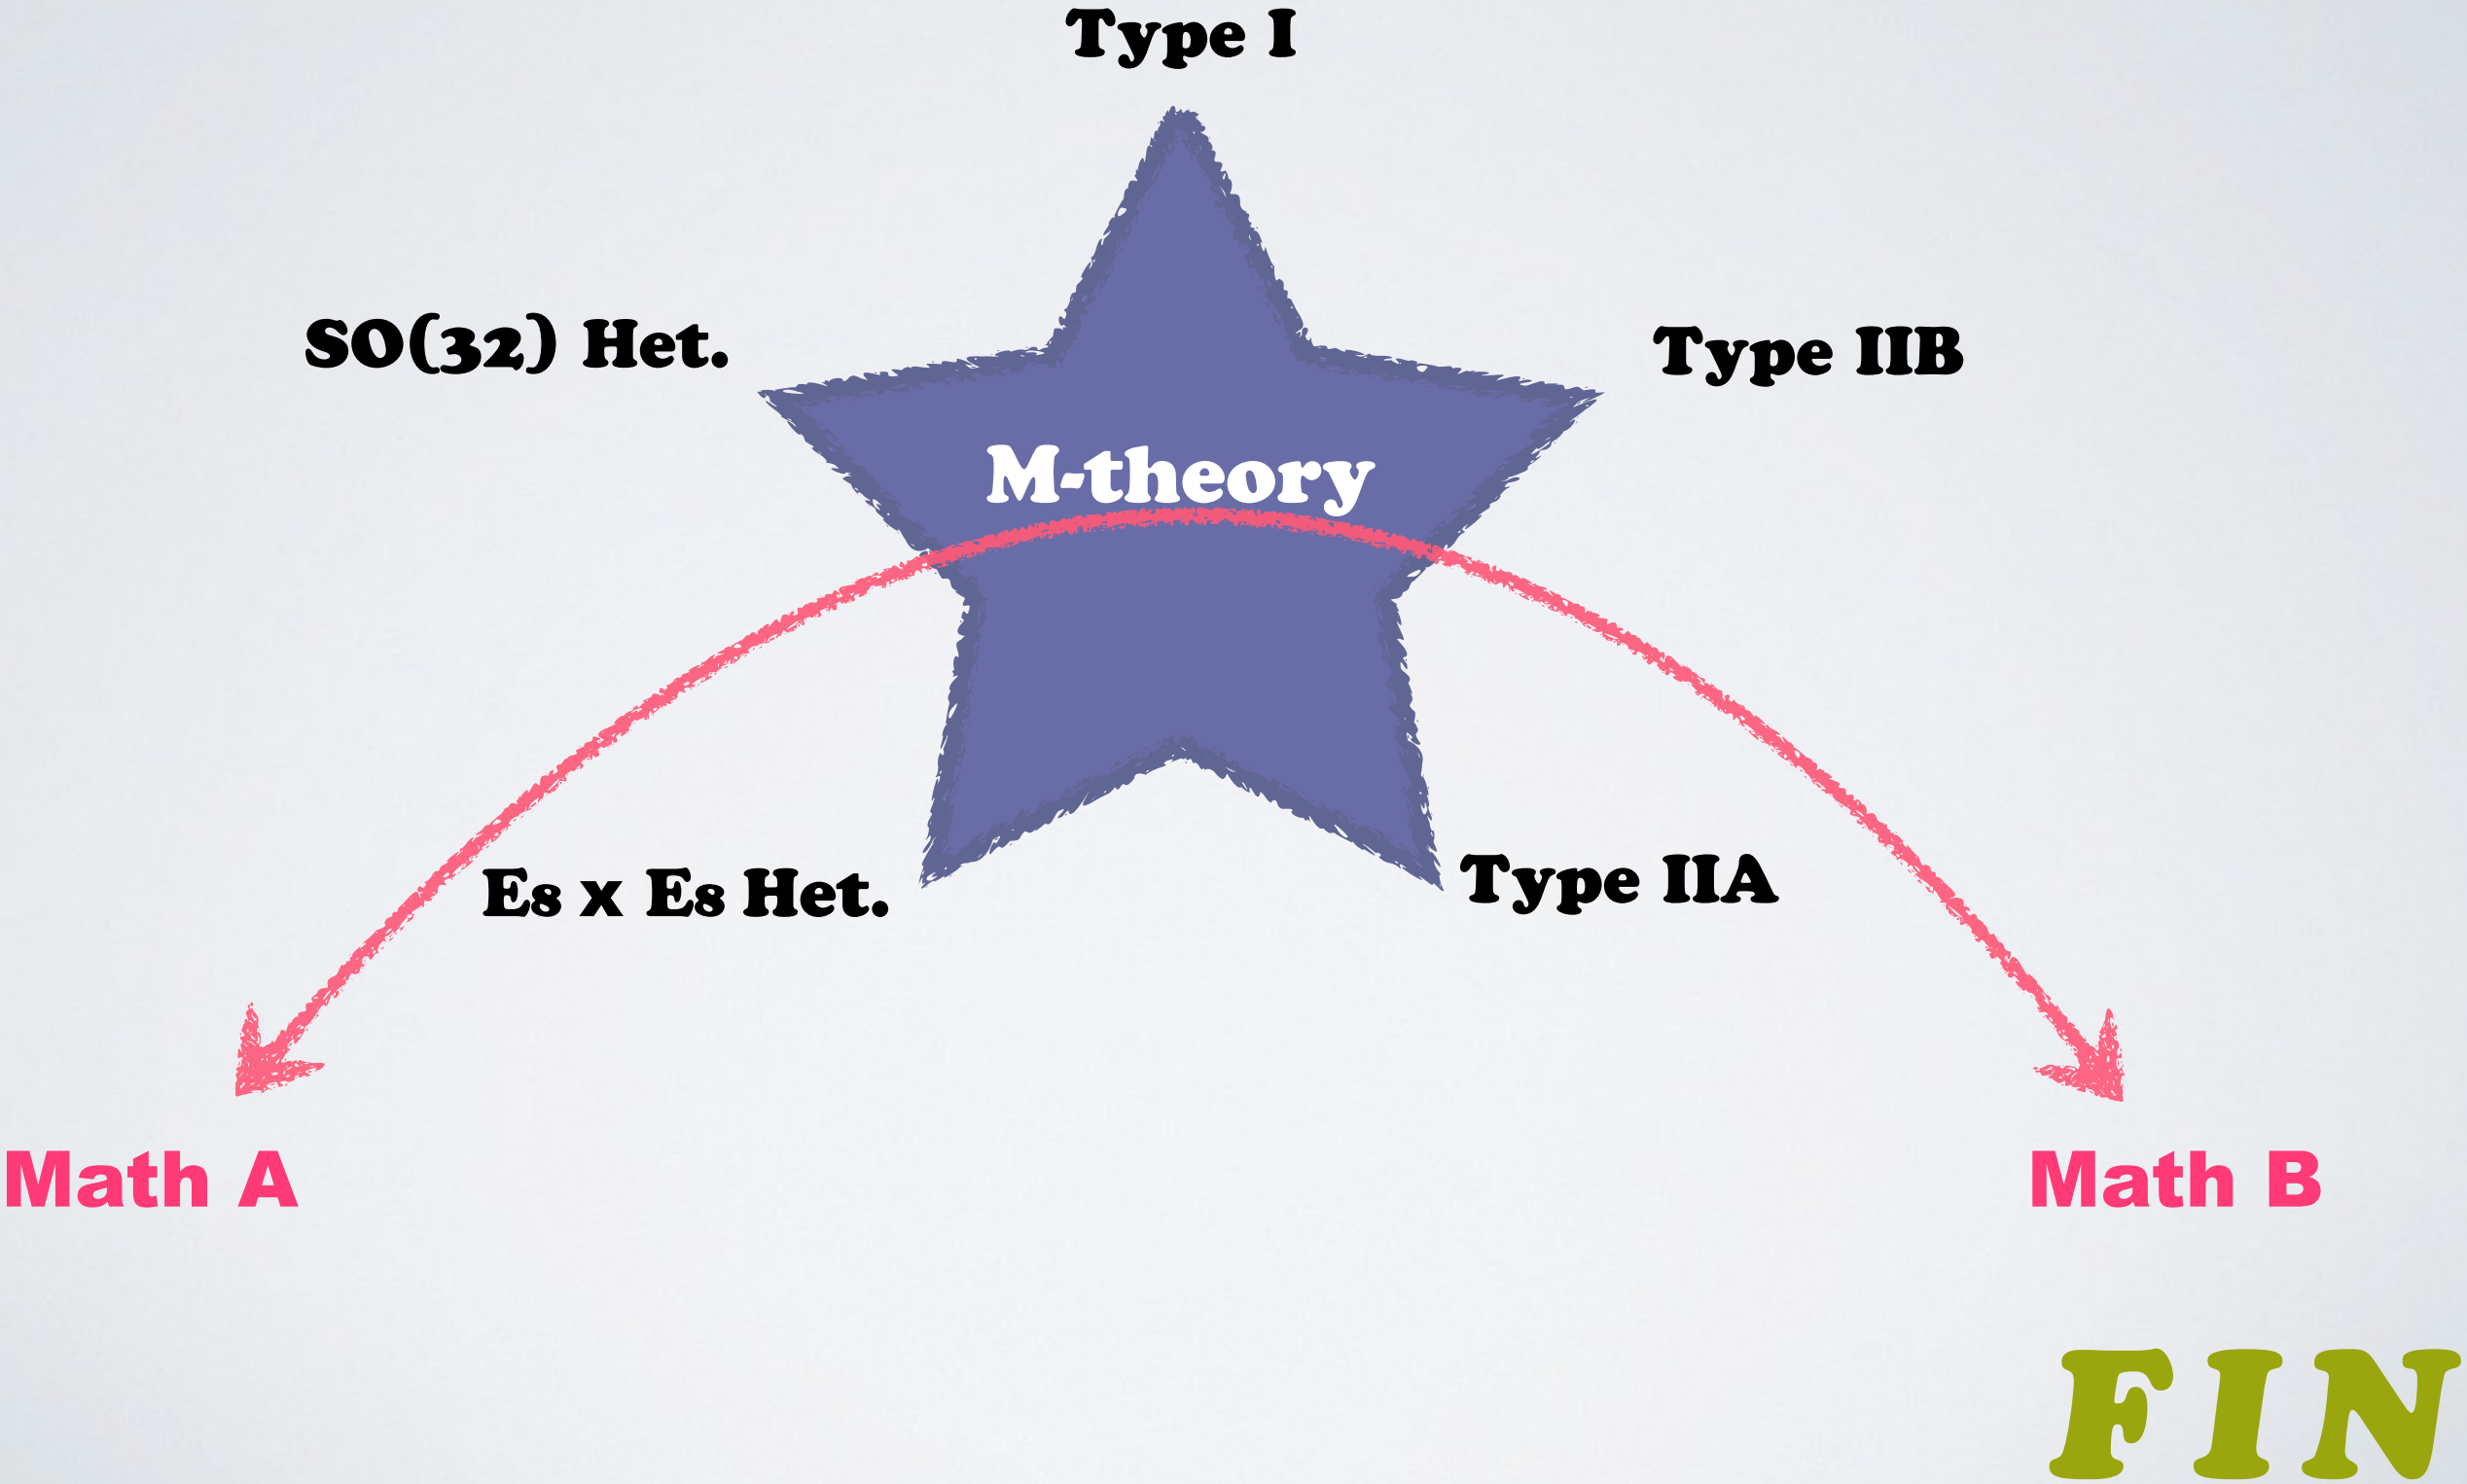 Type I
SO(32) Het.
Type IIB
M-theory
E8 x E8 Het.
Type IIA
Math A
Math B
FIN